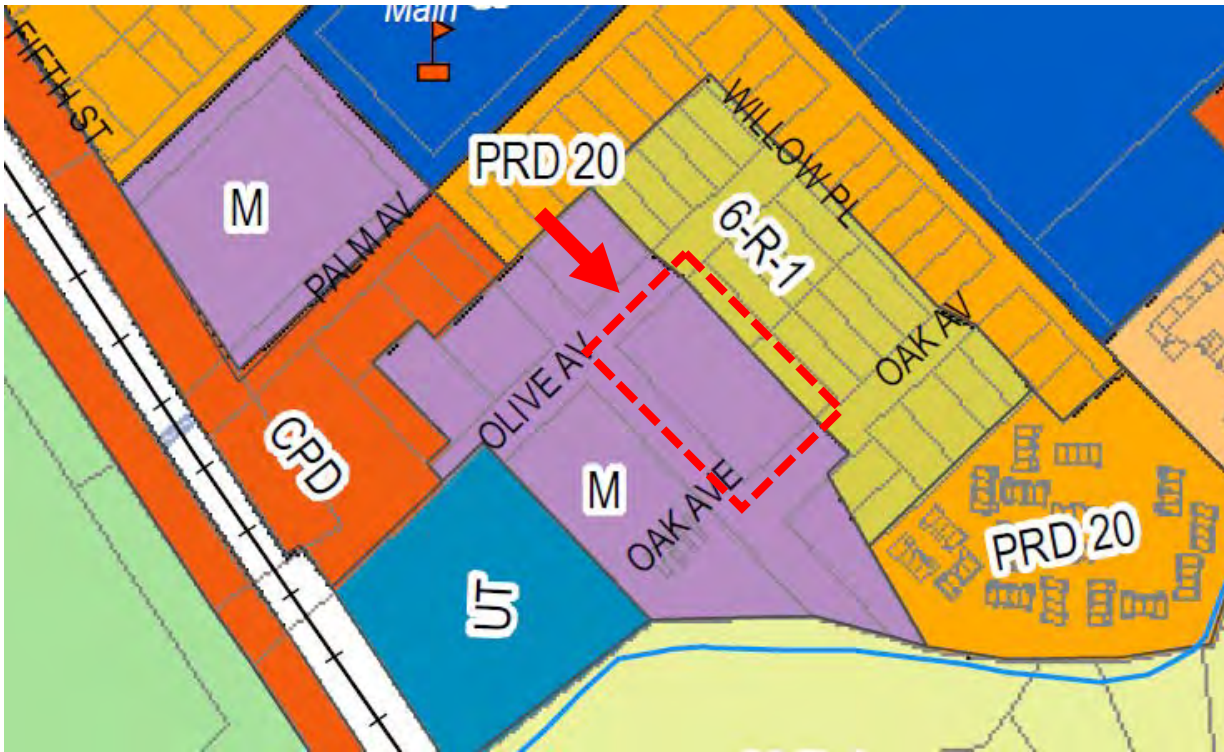 Main
FIFTH ST
WILLOW PL
PRD 20
M
6-R-1
PALM AV
OAK AV
OLIVE AV
CPD
M
OAK AVE
PRD 20
UT